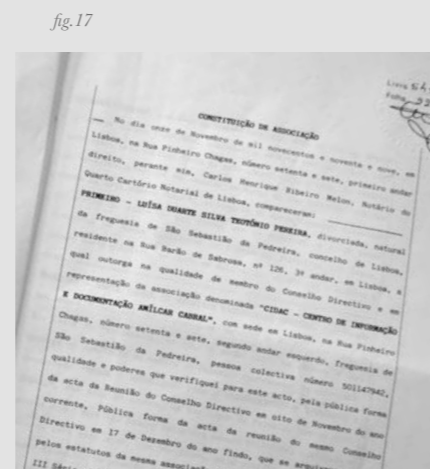 fig.17
Livro 54
Folha 22
CONSTITUIÇÃO DE ASSOCIAÇÃO
No dia onze de Novembro de mil novecentos e noventa e nove, em
Lisboa, na Rua Pinheiro Chagas, número setenta e sete, primeiro andar
direito, perante mim, Carlos Henrique Ribeiro Melon, Notário do
Quarto Cartório Notarial de Lisboa, compareceram:
PRIMEIRO - LUÍSA DUARTE SILVA TEOTÓNIO PEREIRA, divorciada, natural
da freguesia de São Sebastião da Pedreira, concelho de Lisboa,
residente na Rua Barão de Sabrosa, nº 126, 3º andar, em Lisboa, a
qual outorga na qualidade de membro do Conselho Directivo e em
representação da associação denominada "CIDAC - CENTRO DE INFORMAÇÃO
E DOCUMENTAÇÃO AMÍLCAR CABRAL", com sede em Lisboa, na Rua Pinheiro
Chagas, número setenta e sete, segundo andar esquerdo, freguesia de
São Sebastião da Pedreira, pessoa colectiva número 501147942,
qualidade e poderes que verifiquei para este acto, pela pública forma
da acta da Reunião do Conselho Directivo em oito de Novembro do ano
corrente, Pública forma da acta da reunião do mesmo Conselho
Directivo em 17 de Dezembro do ano findo, que se
pelos estatutos da mesma
III Série